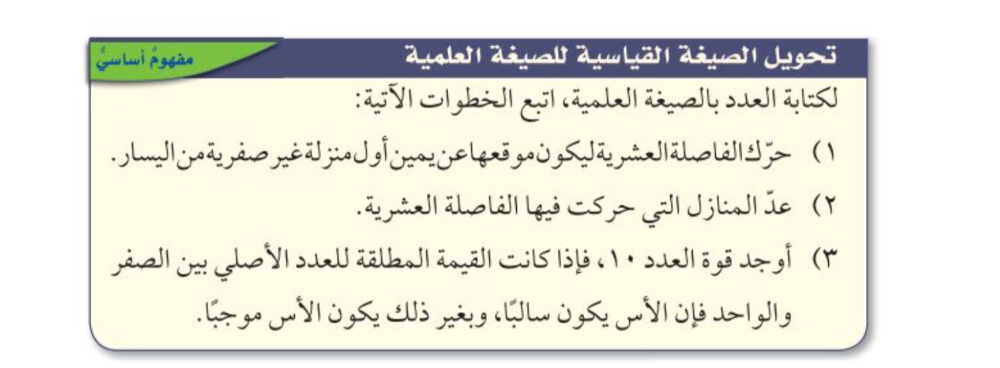 تحويل الصيغة القياسية للصيغة العلمية
مفهومٌ أساسيٌّ
لكتابة العدد بالصيغة العلمية، اتبع الخطوات الآتية:
١) حرّك الفاصلة العشرية ليكون موقعها عن يمين أول منزلة غير صفرية من اليسار.
٢) عدّ المنازل التي حركت فيها الفاصلة العشرية.
٣) أوجد قوة العدد ١٠، فإذا كانت القيمة المطلقة للعدد الأصلي بين الصفر
والواحد فإن الأس يكون سالبًا، وبغير ذلك يكون الأس موجبًا.